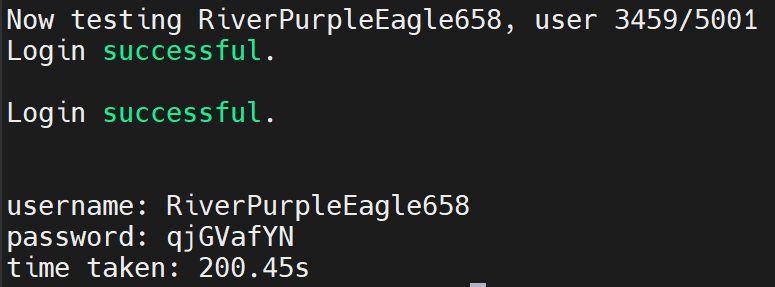 Now testing RiverPurpleEagle658, user 3459/5001
Login successful.
Login successful.
username: RiverPurpleEagle658
password: qjGVafYN
time taken: 200.45s